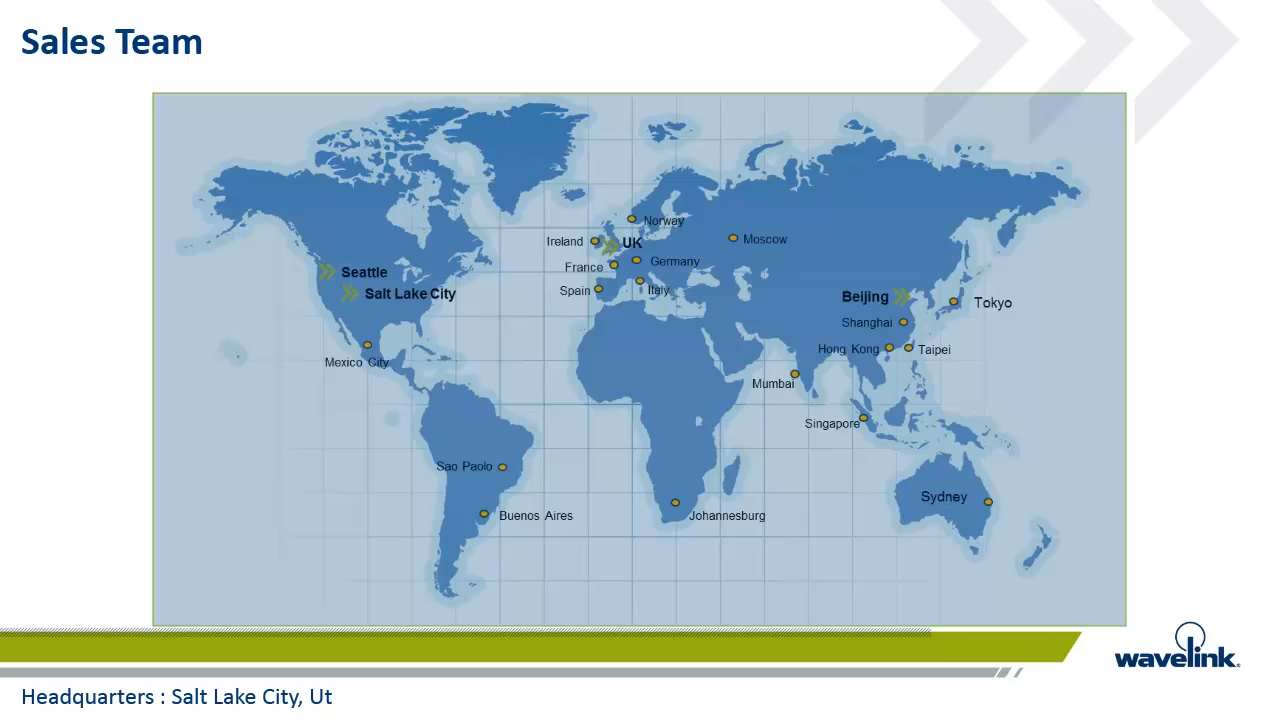 Sales Team
Norway
Ireland
UK
Moscow
France
Germany
Spain
Italy
Seattle
Salt Lake City
Beijing
Tokyo
Shanghai
Hong Kong
Taipei
Mexico City
Mumbai
Singapore
Sao Paolo
Sydney
Buenos Aires
Johannesburg
wavelink
Headquarters : Salt Lake City, Ut